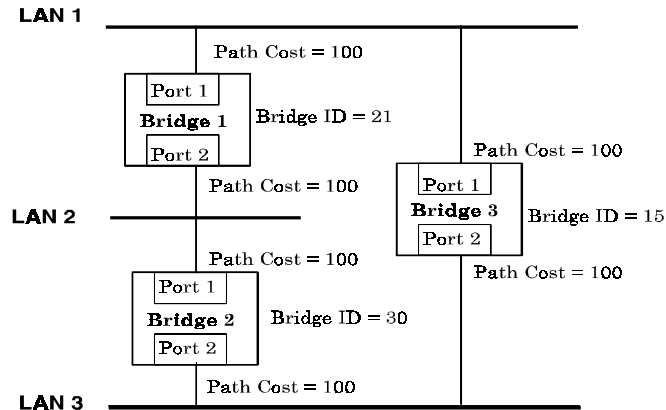 LAN 1
Path Cost = 100
Port 1
Bridge 1
Bridge ID = 21
Port 2
Path Cost = 100
Path Cost = 100
Port 1
Bridge 3
Bridge ID = 15
Port 2
LAN 2
Path Cost = 100
Path Cost = 100
Port 1
Bridge 2
Bridge ID = 30
Port 2
Path Cost = 100
LAN 3